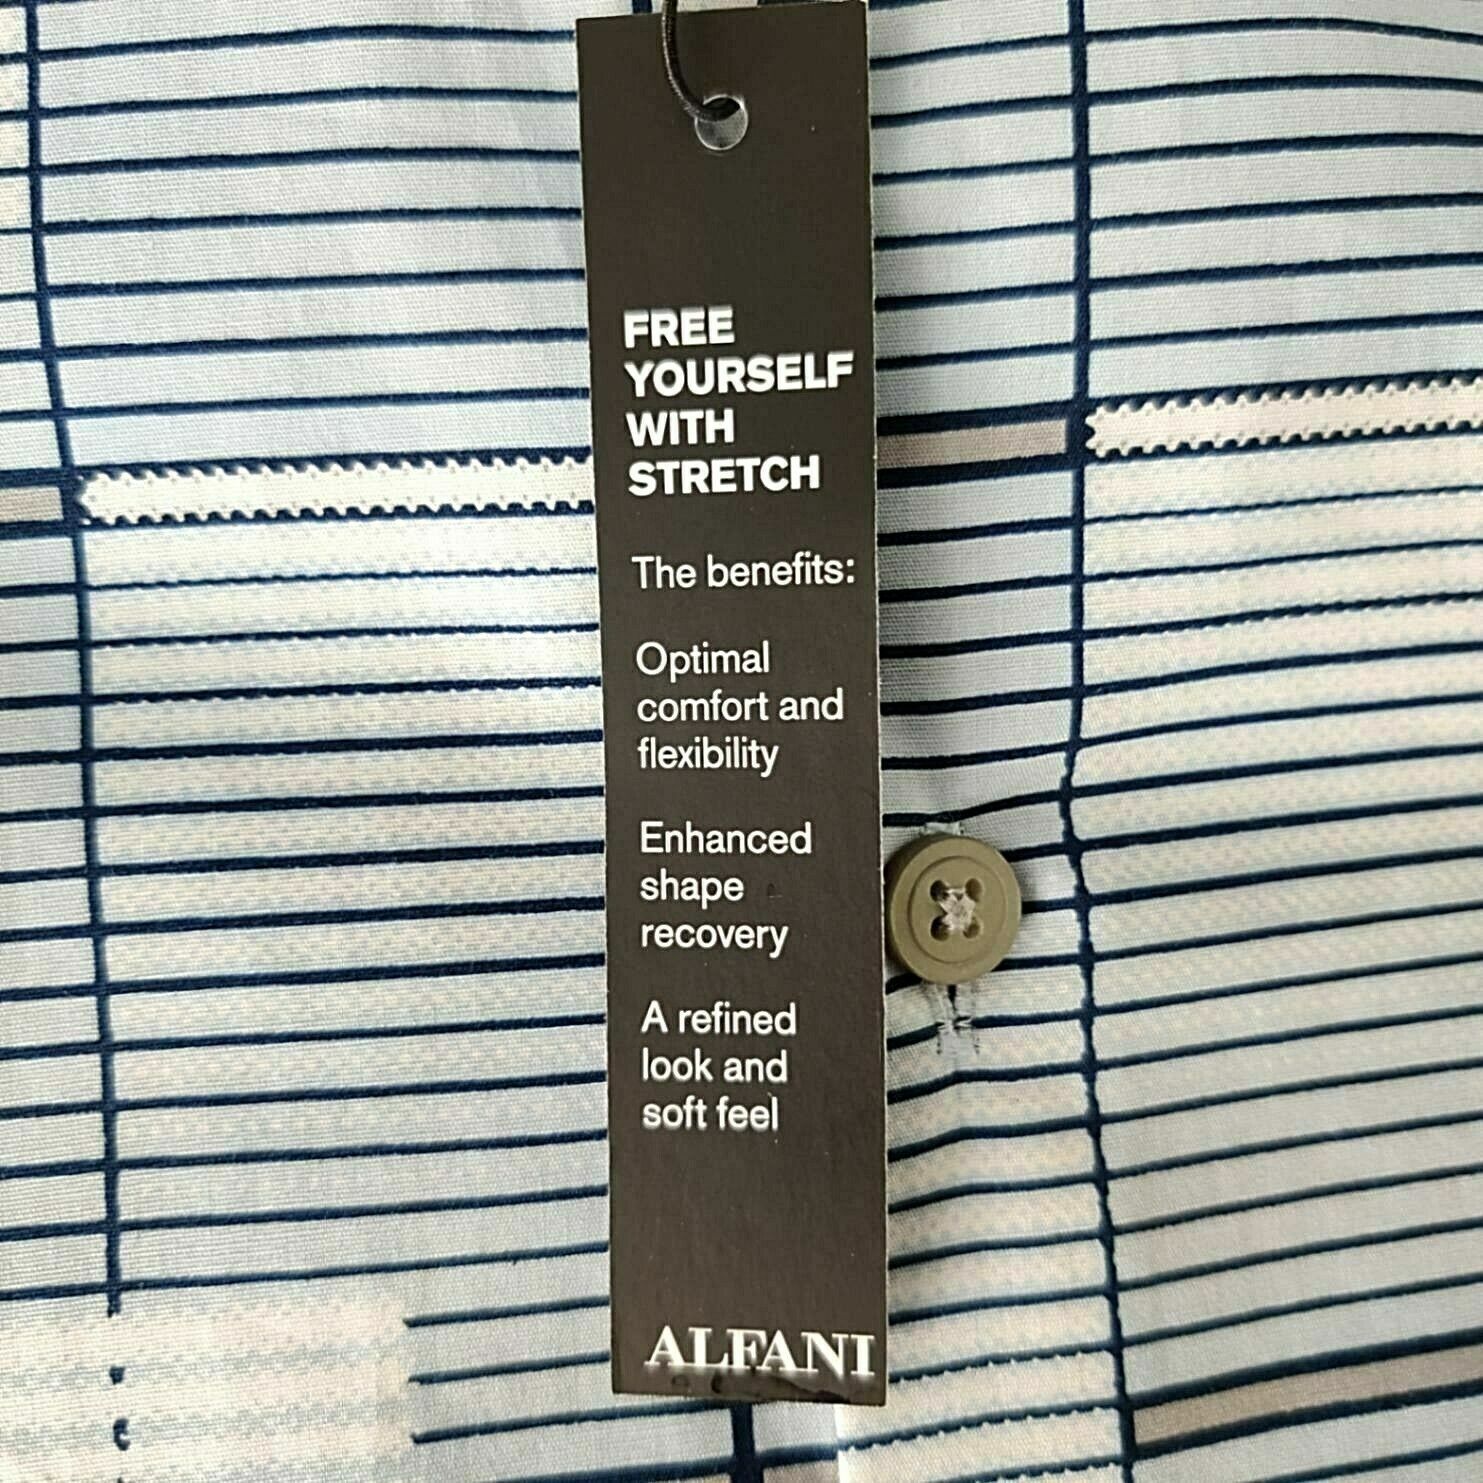 FREE
YOURSELF
WITH
STRETCH
The benefits:
Optimal
comfort and
flexibility
Enhanced
shape
recovery
A refined
look and
soft feel
ALFANI